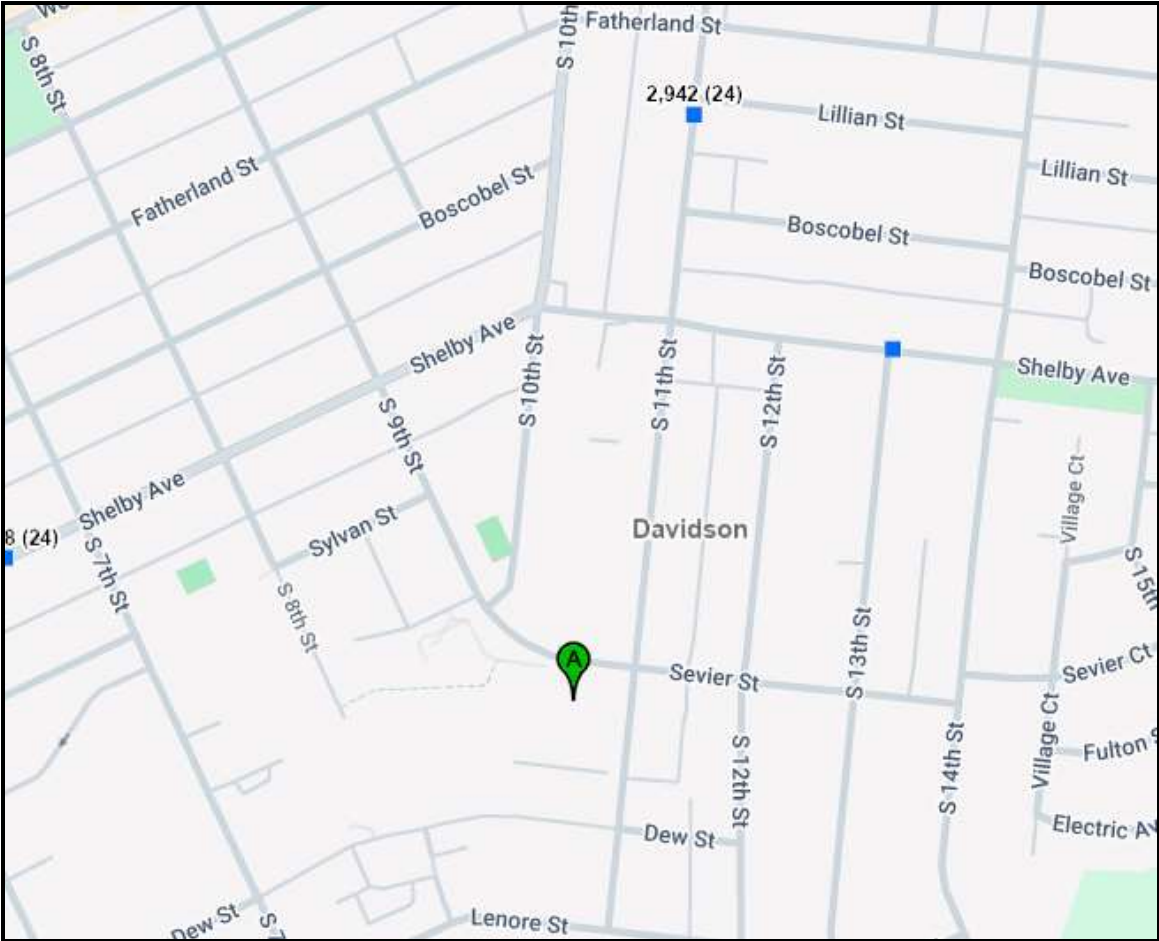 We
S 10th
Fatherland St
S 8th St
2,942 (24)
Lillian St
Fatherland St
Boscobel St
Lillian St
Boscobel St
Boscobel St
Shelby Ave
S 10th St
S 11th St
S 12th St
Shelby Ave
S 9th St
Shelby Ave
8 (24)
Sylvan St
Davidson
Village Ct
S 7th St
S 8th St
S 15th
A
Sevier St
S 13th St
Sevier Ct
S 12th St
S 14th St
Village Ct
Fulton S
Dew St
Electric Av
Dew St
S 7
Lenore St